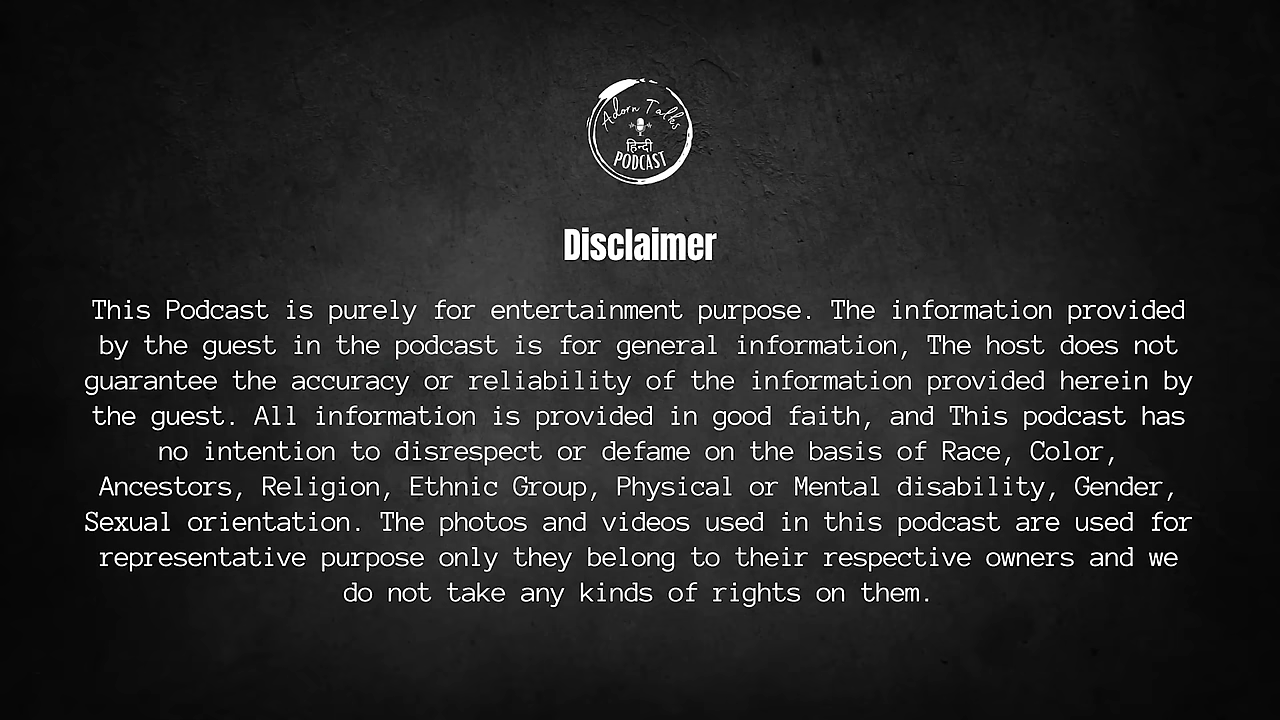 Adorn Talks
हिन्दी
PODCAST
Disclaimer
This Podcast is purely for entertainment purpose. The information provided
by the guest in the podcast is for general information, The host does not
guarantee the accuracy or reliability of the information provided herein by
the guest. All information is provided in good faith, and This podcast has
no intention to disrespect or defame on the basis of Race, Color,
Ancestors, Religion, Ethnic Group, Physical or Mental disability, Gender,
Sexual orientation. The photos and videos used in this podcast are used for
representative purpose only they belong to their respective owners and we
do not take any kinds of rights on them.